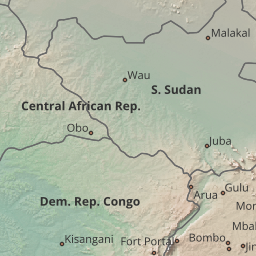 Malakal
Wau
S. Sudan
Central African Rep.
Obo
Juba
Arua
Gulu
Dem. Rep. Congo
Kisangani
Fort Portal
Bombo